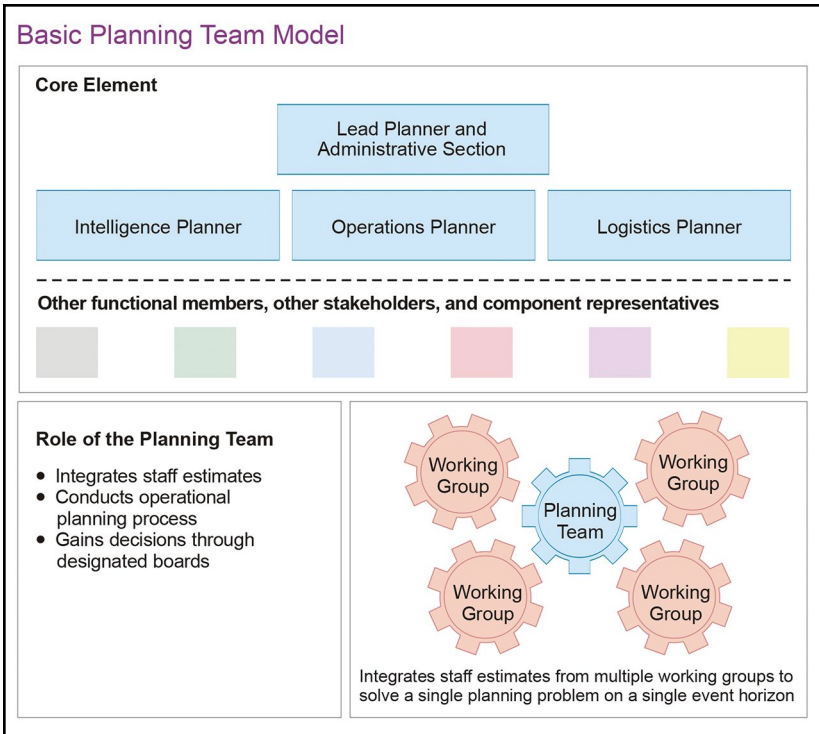 Basic Planning Team Model
Core Element
Lead Planner and
Administrative Section
Intelligence Planner
Operations Planner
Logistics Planner
Other functional members, other stakeholders, and component representatives
Role of the Planning Team
● Integrates staff estimates
● Conducts operational
planning process
● Gains decisions through
designated boards
Working
Group
Working
Group
Planning
Team
Working
Group
Working
Group
Integrates staff estimates from multiple working groups to
solve a single planning problem on a single event horizon